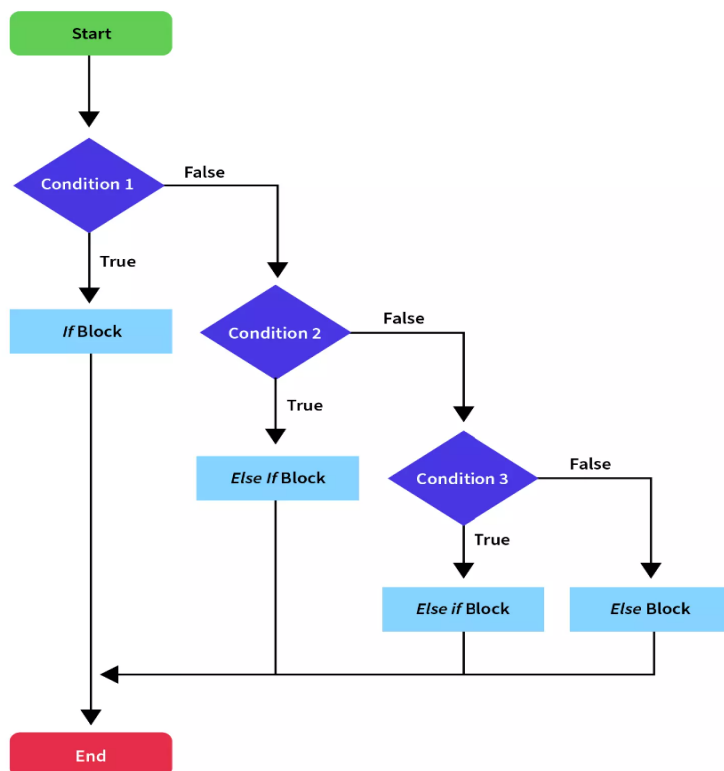 Start
Condition 1
False
True
If Block
Condition 2
False
True
Else If Block
Condition 3
False
True
Else if Block
Else Block
End